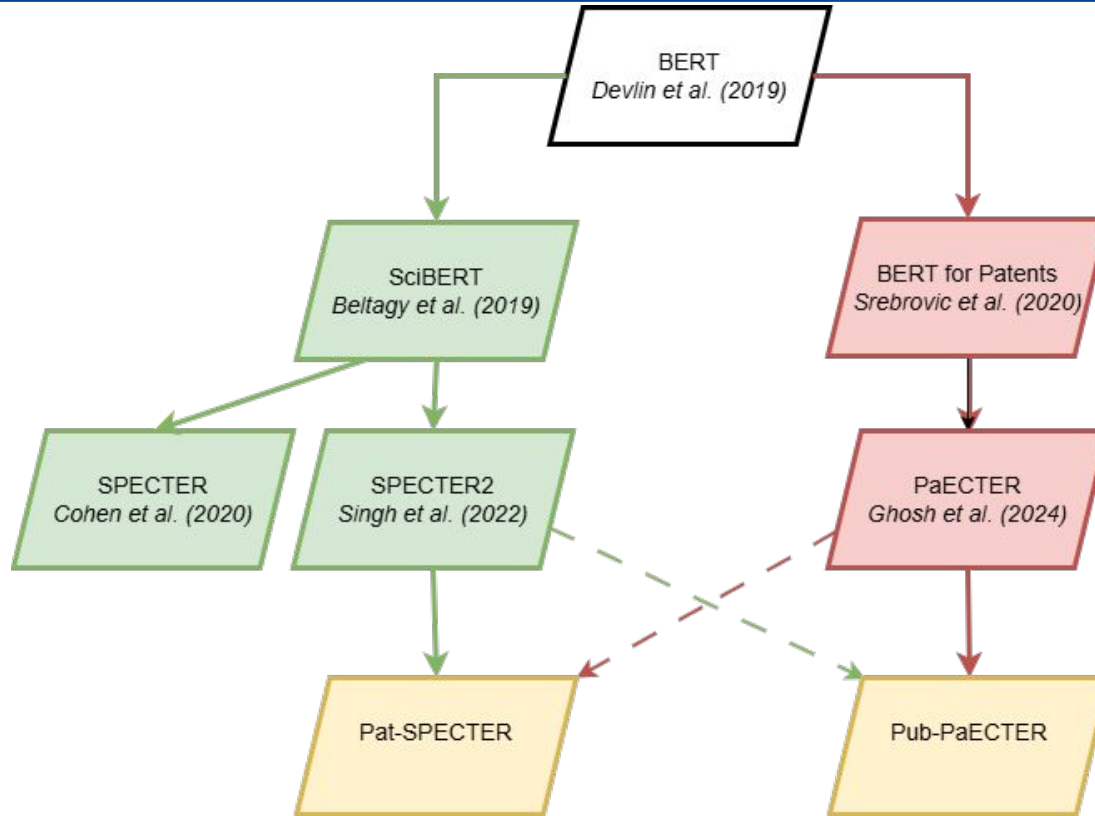 BERT
Devlin et al. (2019)
SciBERT
Beltagy et al. (2019)
BERT for Patents
Srebrovic et al. (2020)
SPECTER
Cohen et al. (2020)
SPECTER2
Singh et al. (2022)
PaECTER
Ghosh et al. (2024)
Pat-SPECTER
Pub-PaECTER